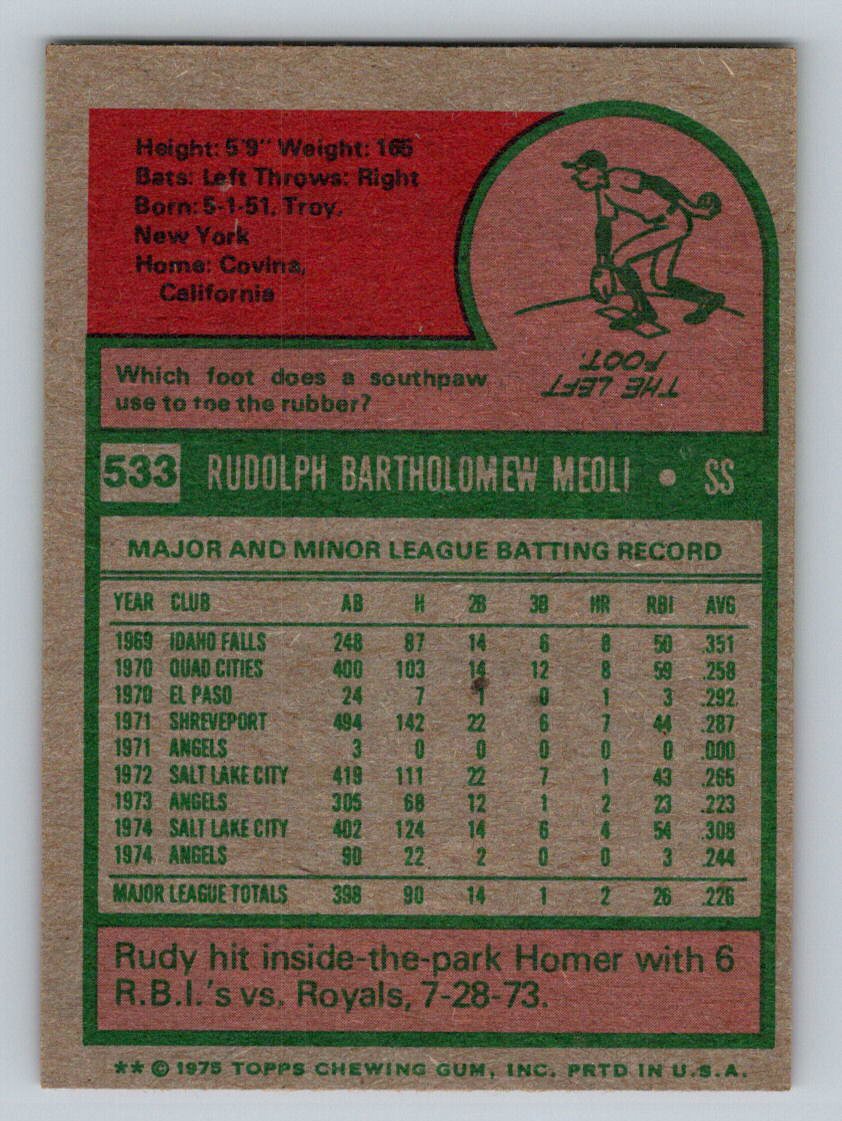 Height: 5'9" Weight: 165
Bats: Left Throws: Right
Born: 5-1-51, Troy,
New York
Home: Covina,
California
Which foot does a southpaw
use to toe the rubber?
THE LEFT
FOOT.
533 RUDOLPH BARTHOLOMEW MEOLI • SS
MAJOR AND MINOR LEAGUE BATTING RECORD
YEAR CLUB AB H 2B 3B HR RBI AVG
1969 IDAHO FALLS 248 87 14 6 8 50 .351
1970 QUAD CITIES 400 103 14 12 8 59 .258
1970 EL PASO 24 7 1 0 1 3 .292
1971 SHREVEPORT 494 142 22 6 7 44 .287
1971 ANGELS 3 0 0 0 0 0 .000
1972 SALT LAKE CITY 419 111 22 7 1 43 .265
1973 ANGELS 305 68 12 1 2 23 .223
1974 SALT LAKE CITY 402 124 14 6 4 54 .308
1974 ANGELS 90 22 2 0 0 3 .244
MAJOR LEAGUE TOTALS 398 90 14 1 2 26 .226
Rudy hit inside-the-park Homer with 6
R.B.I.'s vs. Royals, 7-28-73.
** © 1975 TOPPS CHEWING GUM, INC. PRTD IN U.S.A.